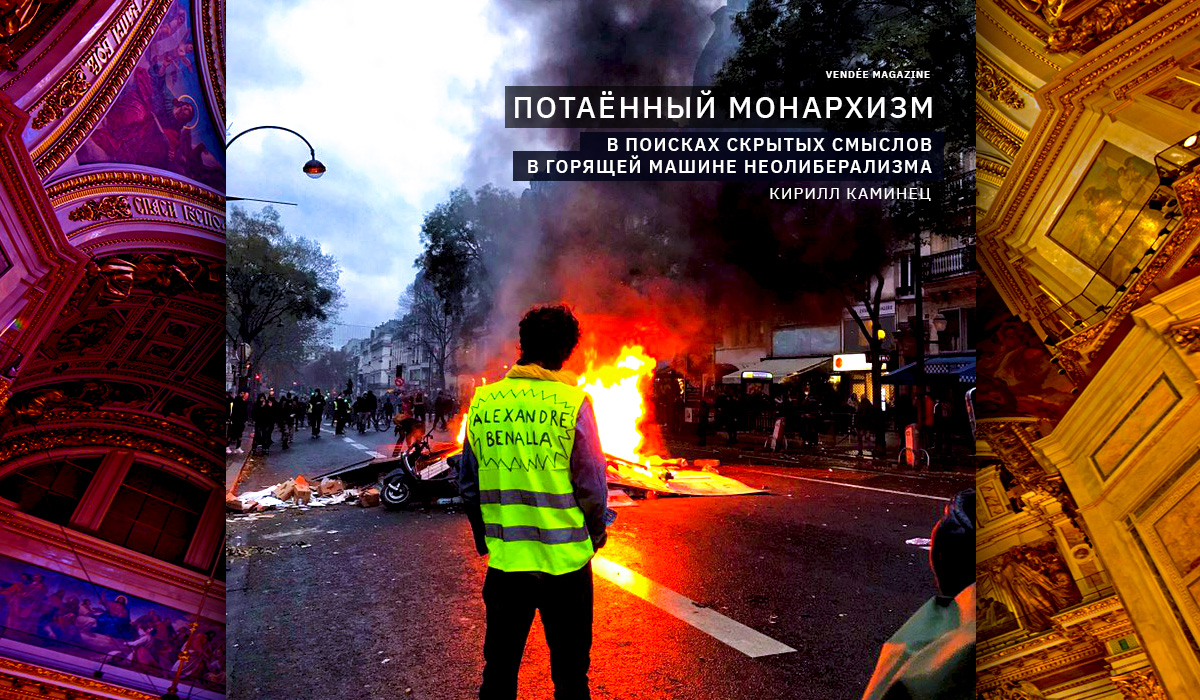 VENDÉE MAGAZINE
ПОТАЁННЫЙ МОНАРХИЗМ
В ПОИСКАХ СКРЫТЫХ СМЫСЛОВ
В ГОРЯЩЕЙ МАШИНЕ НЕОЛИБЕРАЛИЗМА
КИРИЛЛ КАМИНЕЦ
ALEXANDRE
BENALLA